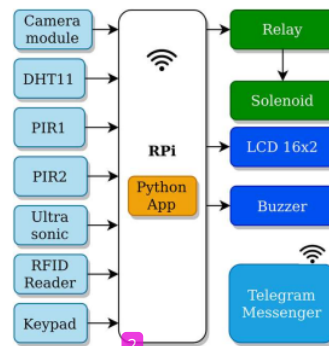 Camera
module
DHT11
PIR1
PIR2
Ultra
sonic
RFID
Reader
Keypad
RPi
Python
App
2
Relay
Solenoid
LCD 16x2
Buzzer
Telegram
Messenger